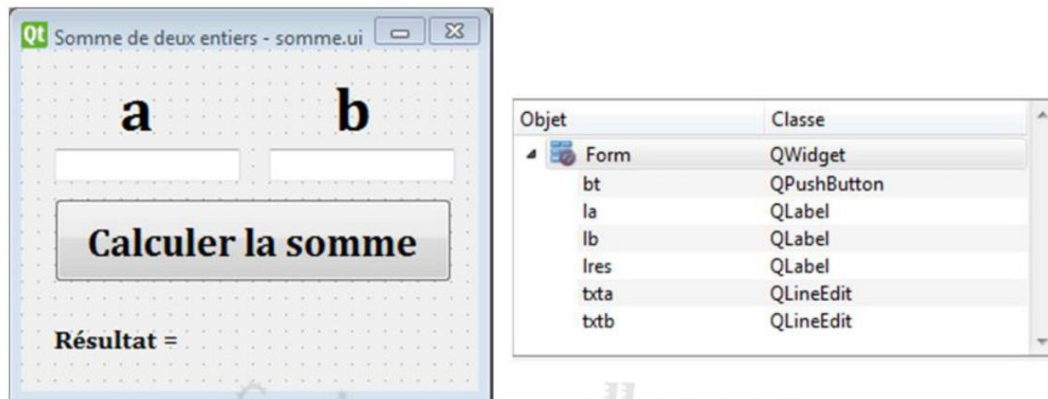 Qt Somme de deux entiers - somme.ui
a b
Calculer la somme
Résultat =
Objet Classe
Form QWidget
bt QPushButton
la QLabel
lb QLabel
lres QLabel
txta QLineEdit
txtb QLineEdit